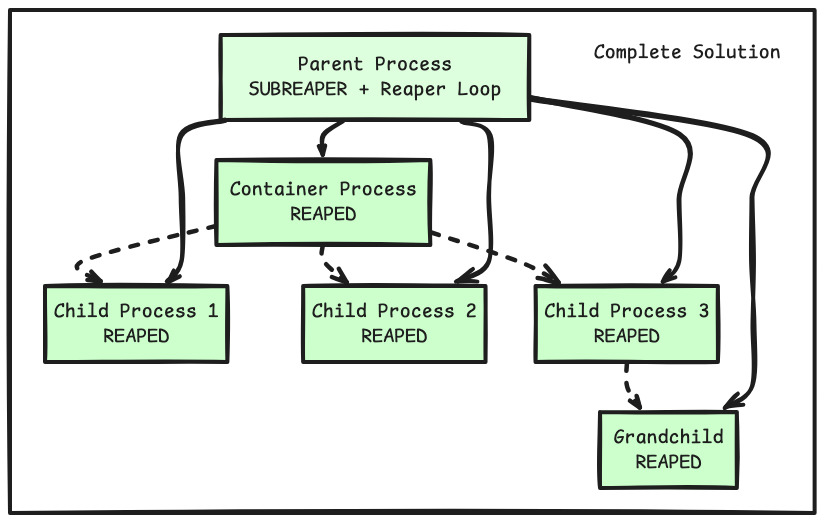 Complete Solution
Parent Process
SUBREAPER + Reaper Loop
Container Process
REAPED
Child Process 1
REAPED
Child Process 2
REAPED
Child Process 3
REAPED
Grandchild
REAPED